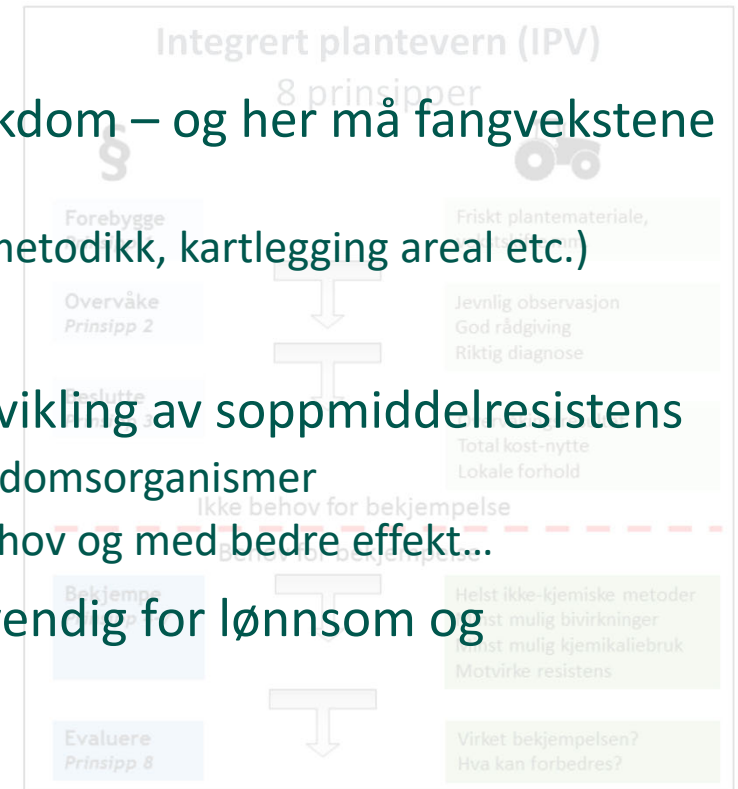 Integrert plantevern (IPV)
8 prinsipper
kdom – og her må fangvekstene
§
Forebygge
Friskt plantemateriale,
metodikk, kartlegging areal etc.)
Overvåke
Prinsipp 2
Jevnlig observasjon
God rådgiving
Riktig diagnose
Beslutte
vikling av soppmiddelresistens
Total kost-nytte
domsorganismer
Lokale forhold
Ikke behov for bekjempelse
hov og med bedre effekt…
Behov for bekjempelse
Bekjempe
Helst ikke-kjemiske metoder
vendig for lønnsom og
Minst mulig bivirkninger
Minst mulig kjemikaliebruk
Motvirke resistens
Evaluere
Prinsipp 8
Virket bekjempelsen?
Hva kan forbedres?